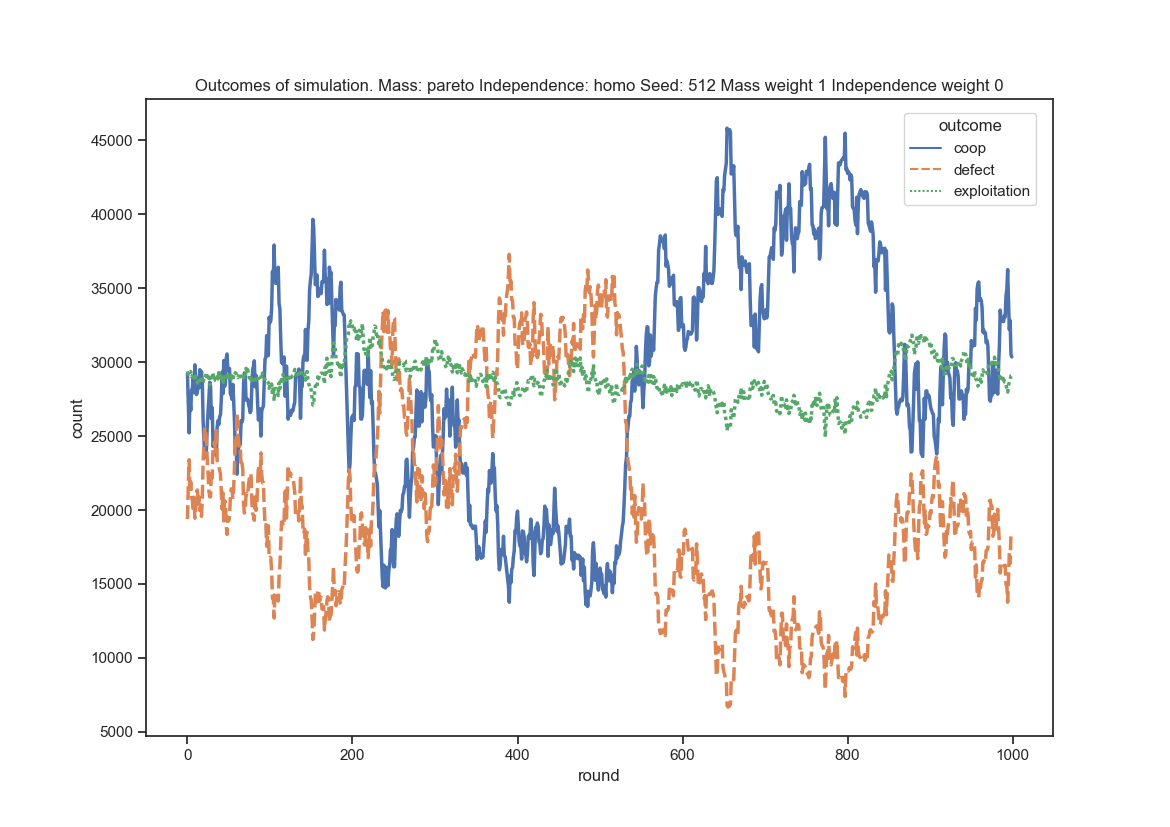 Outcomes of simulation. Mass: pareto Independence: homo Seed: 512 Mass weight 1 Independence weight 0
outcome
coop
defect
exploitation
count
45000
40000
35000
30000
25000
20000
15000
10000
5000
0 200 400 600 800 1000
round